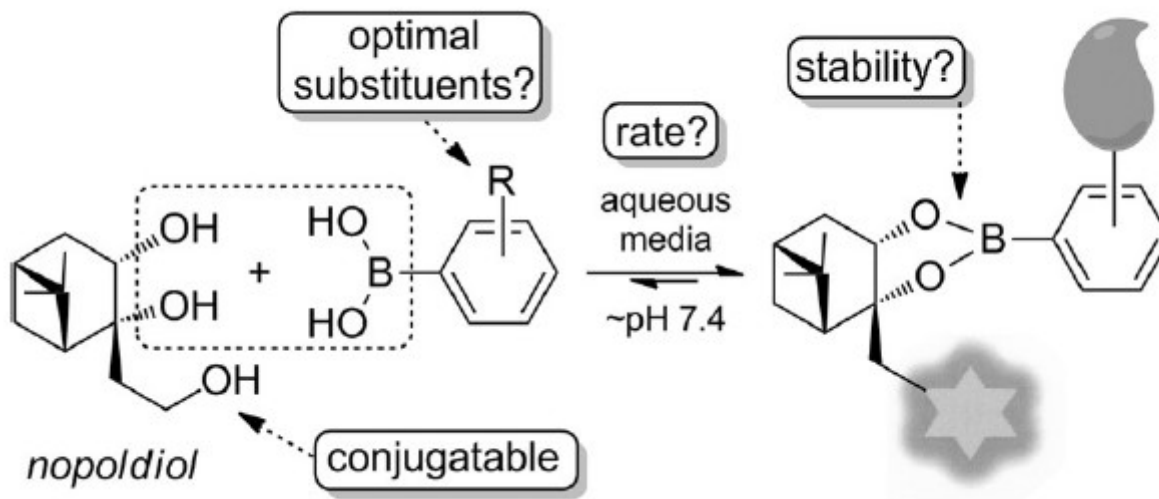 optimal
substituents?
stability?
rate?
R
aqueous
media
~pH 7.4
OH
OH
+
HO
B
HO
O
B
O
OH
nopoldiol
conjugatable